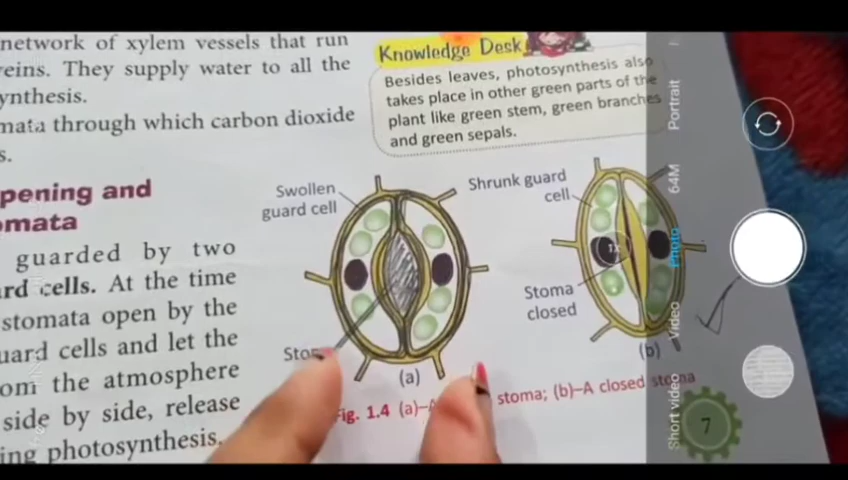 network of xylem vessels that run
They supply water to all the
through which carbon dioxide
Knowledge Desk
Besides leaves, photosynthesis also
takes place in other green parts of the
plant like green stem, green branches
and green sepals.
pening and
mata
guarded by two
rd cells. At the time
stomata open by the
uard cells and let the
om the atmosphere
side by side, release
ing photosynthesis.
Swollen
guard cell
Shrunk guard
cell
Stoma
closed
(a)
(b)
Fig. 1.4 (a)–A
stoma; (b)–A closed stoma
7
Portrait
64M
Photo
Video
Short video
1X